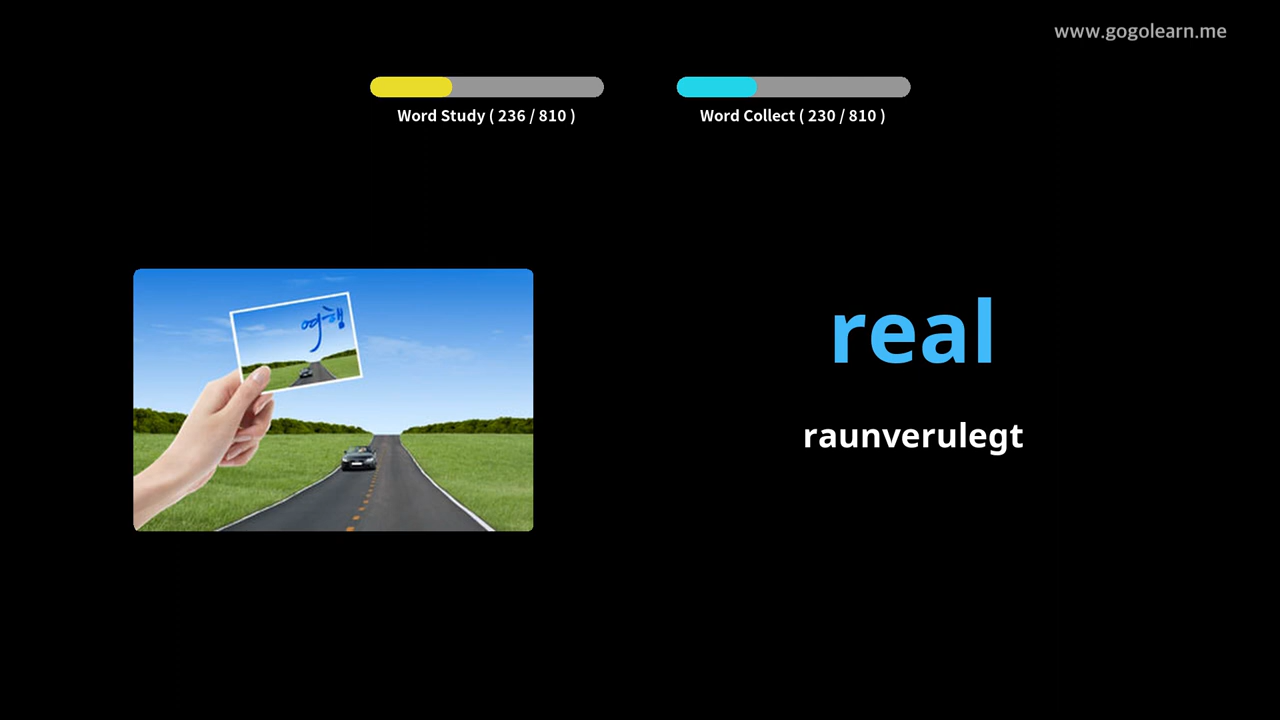 www.gogolearn.me
Word Study ( 236 / 810 )
Word Collect ( 230 / 810 )
여행
real
raunverulegt